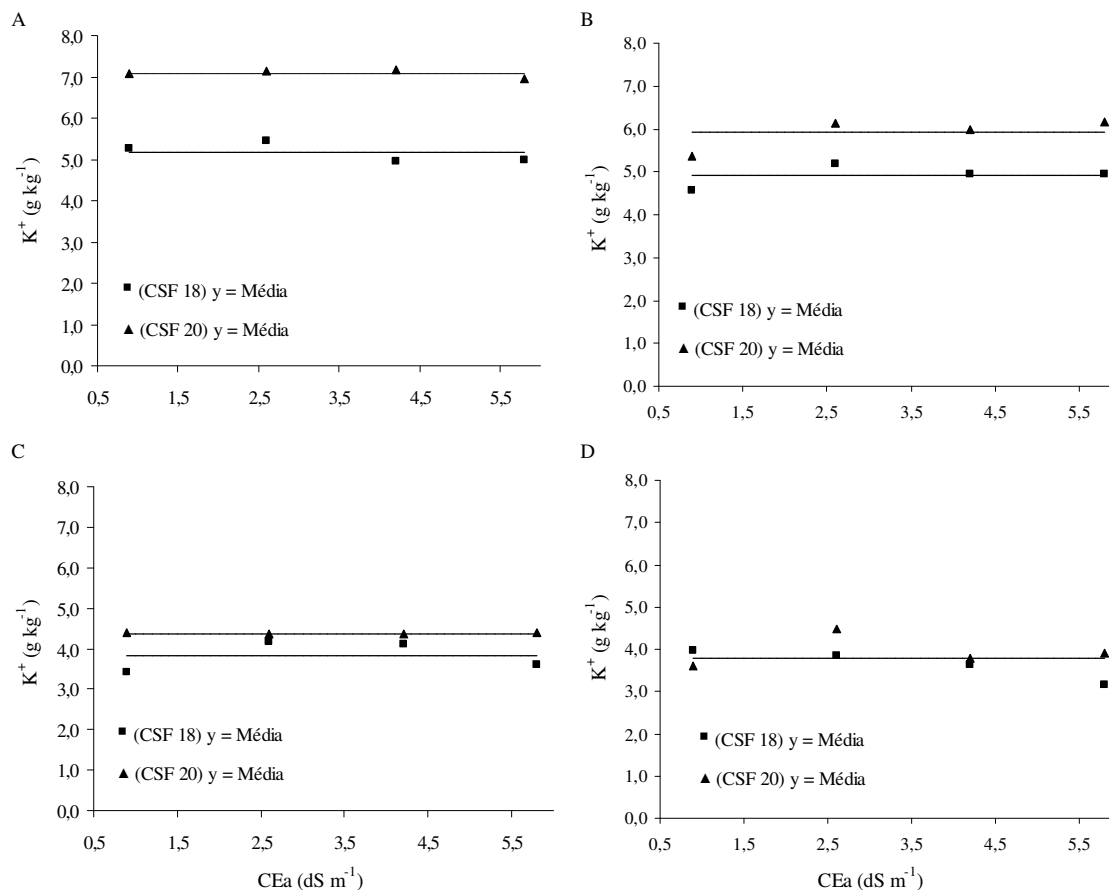 A
8,0
7,0
6,0
5,0
4,0
3,0
2,0
1,0
0,0
K+ (g kg-1)
(CSF 18) y = Média
(CSF 20) y = Média
0,5 1,5 2,5 3,5 4,5 5,5
B
8,0
7,0
6,0
5,0
4,0
3,0
2,0
1,0
0,0
K+ (g kg-1)
(CSF 18) y = Média
(CSF 20) y = Média
0,5 1,5 2,5 3,5 4,5 5,5
C
8,0
7,0
6,0
5,0
4,0
3,0
2,0
1,0
0,0
K+ (g kg-1)
(CSF 18) y = Média
(CSF 20) y = Média
0,5 1,5 2,5 3,5 4,5 5,5
CEa (dS m-1)
D
8,0
7,0
6,0
5,0
4,0
3,0
2,0
1,0
0,0
K+ (g kg-1)
(CSF 18) y = Média
(CSF 20) y = Média
0,5 1,5 2,5 3,5 4,5 5,5
CEa (dS m-1)